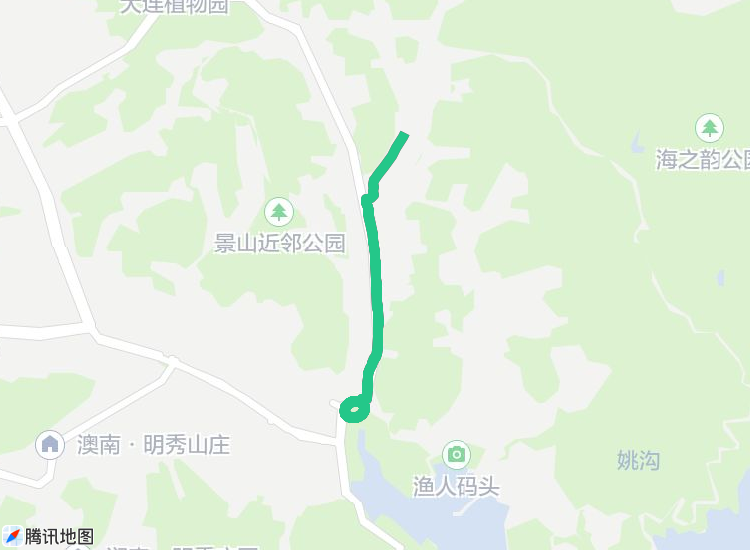 大连植物园
海之韵公园
景山近邻公园
澳南·明秀山庄
姚沟
渔人码头
腾讯地图